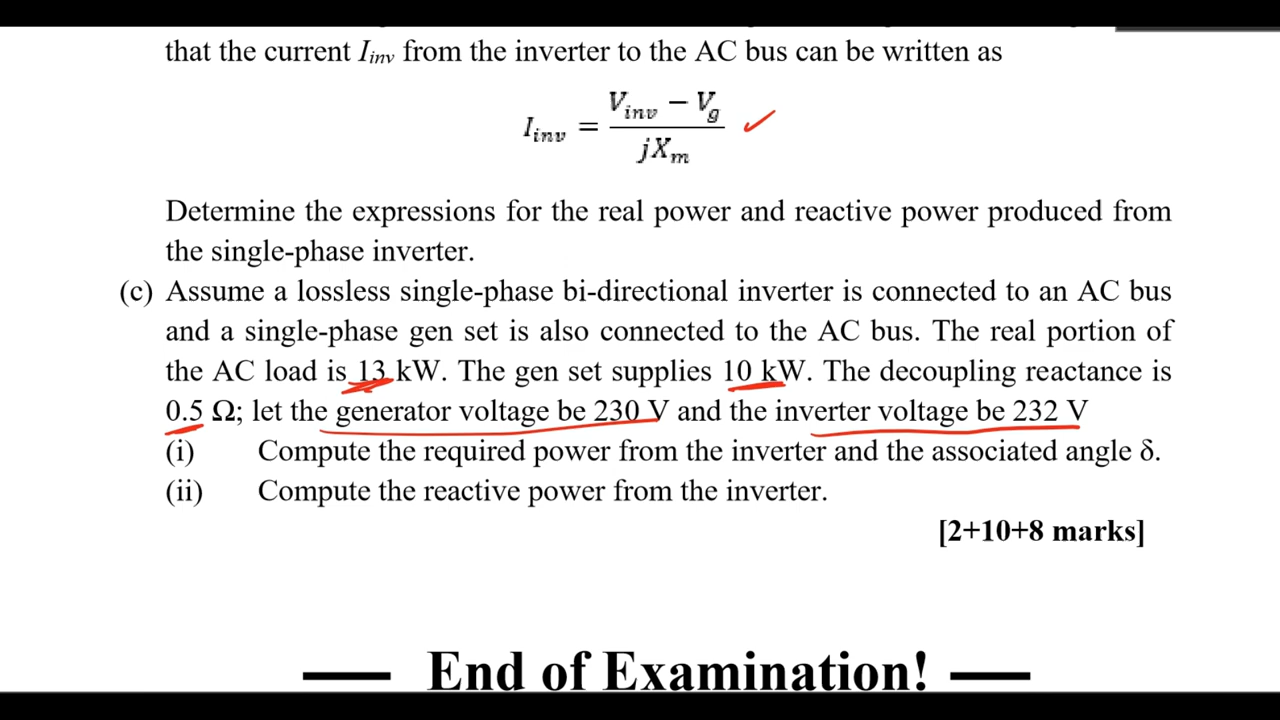 that the current Iinv from the inverter to the AC bus can be written as
Iinv = (Vinv − Vg) / jXm
Determine the expressions for the real power and reactive power produced from
the single-phase inverter.
(c) Assume a lossless single-phase bi-directional inverter is connected to an AC bus
and a single-phase gen set is also connected to the AC bus. The real portion of
the AC load is 13 kW. The gen set supplies 10 kW. The decoupling reactance is
0.5 Ω; let the generator voltage be 230 V and the inverter voltage be 232 V
(i) Compute the required power from the inverter and the associated angle δ.
(ii) Compute the reactive power from the inverter.
[2+10+8 marks]
End of Examination!